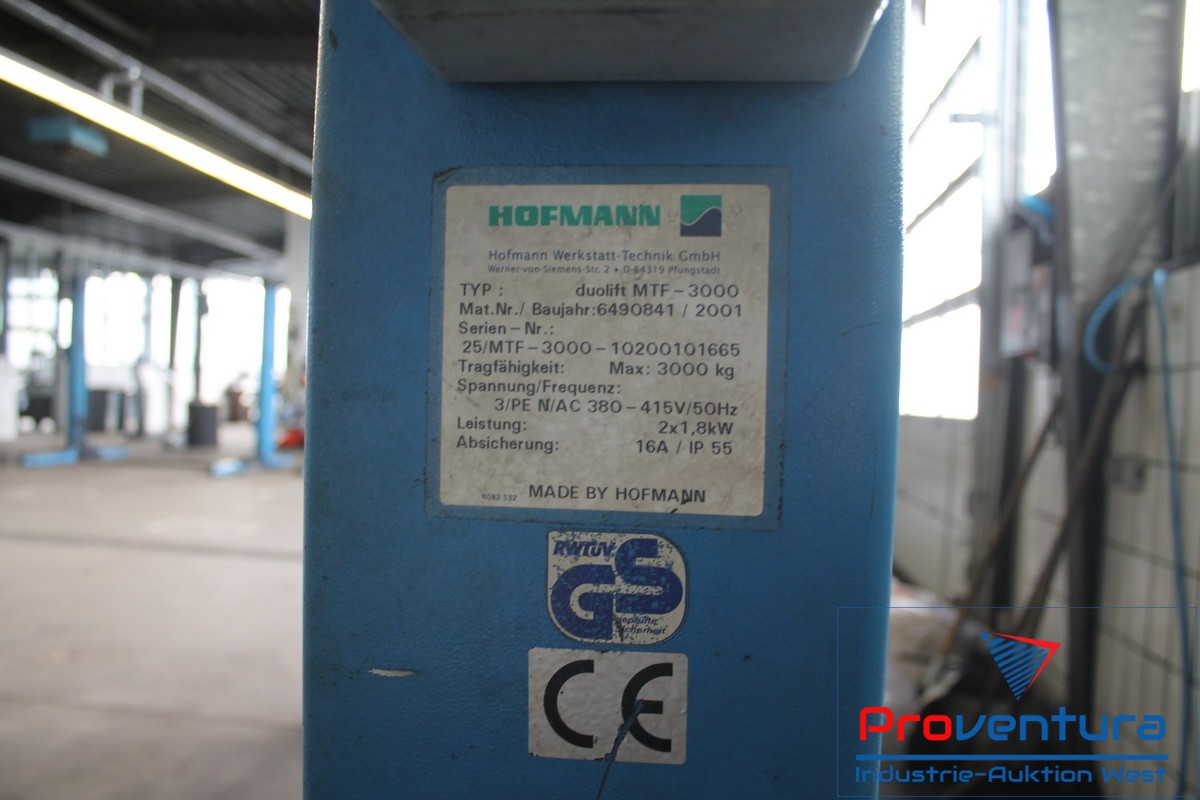 HOFMANN
Hofmann Werkstatt-Technik GmbH
Werner-von-Siemens-Str. 2 • D-64319 Pfungstadt
TYP : duolift MTF-3000
Mat.Nr./ Baujahr:6490841 / 2001
Serien-Nr.:
25/MTF-3000-10200101665
Tragfähigkeit: Max: 3000 kg
Spannung/Frequenz:
3/PE N/AC 380-415V/50Hz
Leistung: 2x1,8kW
Absicherung: 16A / IP 55
MADE BY HOFMANN
RWTÜV
GS
geprüfte
Sicherheit
CE
Proventura
Industrie-Auktion West